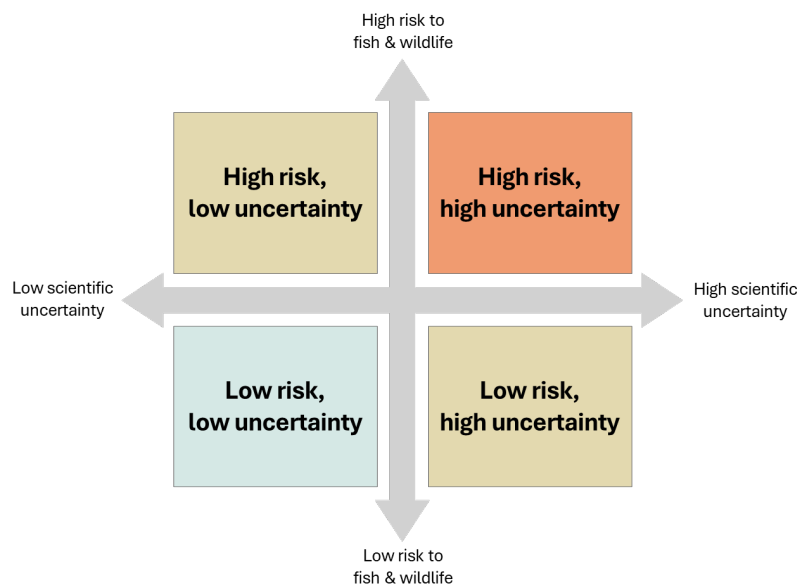 High risk to
fish & wildlife
High risk,
low uncertainty
High risk,
high uncertainty
Low scientific
uncertainty
High scientific
uncertainty
Low risk,
low uncertainty
Low risk,
high uncertainty
Low risk to
fish & wildlife